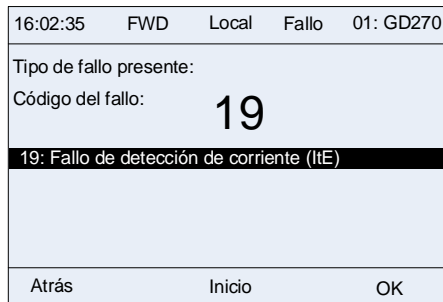 16:02:35 FWD Local Fallo 01: GD270
Tipo de fallo presente:
Código del fallo: 19
19: Fallo de detección de corriente (ItE)
Atrás Inicio OK